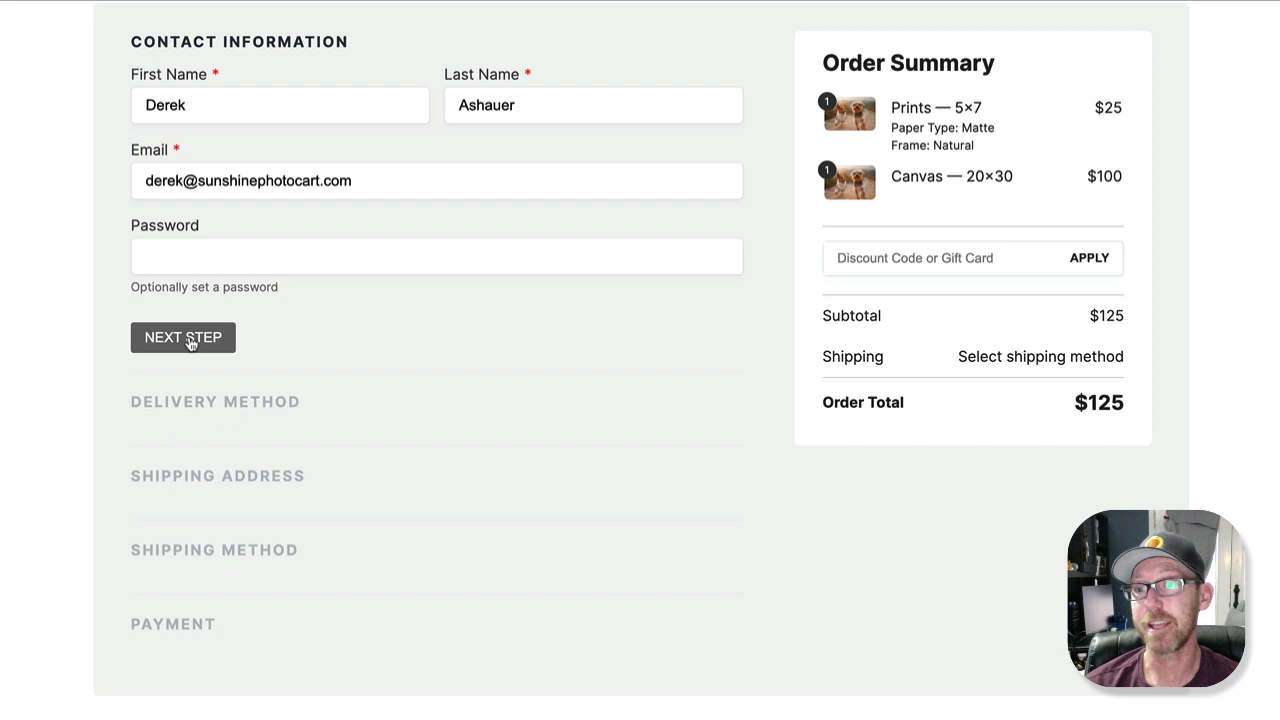 CONTACT INFORMATION
First Name *
Last Name *
Derek
Ashauer
Email *
derek@sunshinephotocart.com
Password
Optionally set a password
NEXT STEP
DELIVERY METHOD
SHIPPING ADDRESS
SHIPPING METHOD
PAYMENT
Order Summary
1
Prints — 5×7
$25
Paper Type: Matte
Frame: Natural
1
Canvas — 20×30
$100
Discount Code or Gift Card
APPLY
Subtotal
$125
Shipping
Select shipping method
Order Total
$125